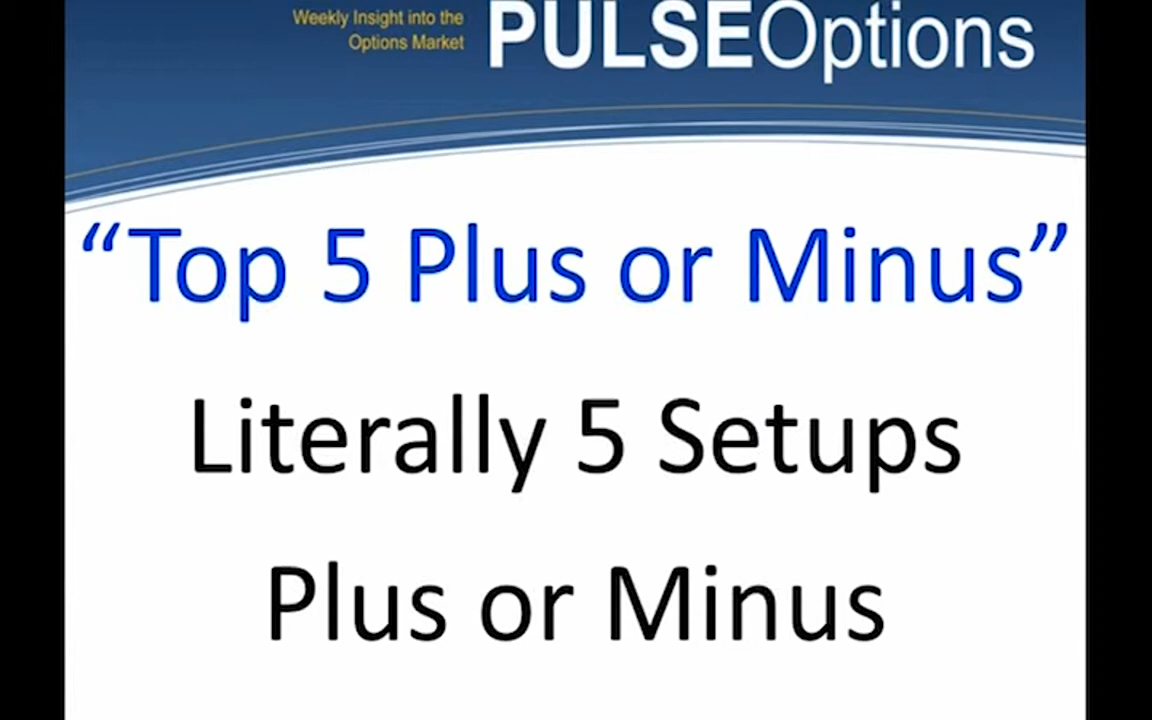 Weekly Insight into the
Options Market
PULSEOptions
“Top 5 Plus or Minus”
Literally 5 Setups
Plus or Minus